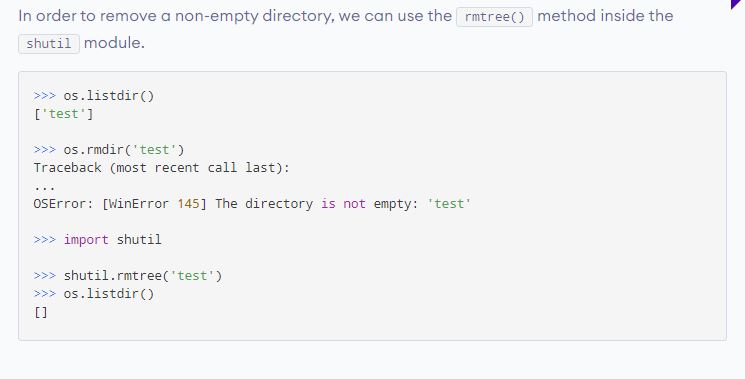 In order to remove a non-empty directory, we can use the rmtree() method inside the
shutil module.
>>> os.listdir()
['test']
>>> os.rmdir('test')
Traceback (most recent call last):
...
OSError: [WinError 145] The directory is not empty: 'test'
>>> import shutil
>>> shutil.rmtree('test')
>>> os.listdir()
[]